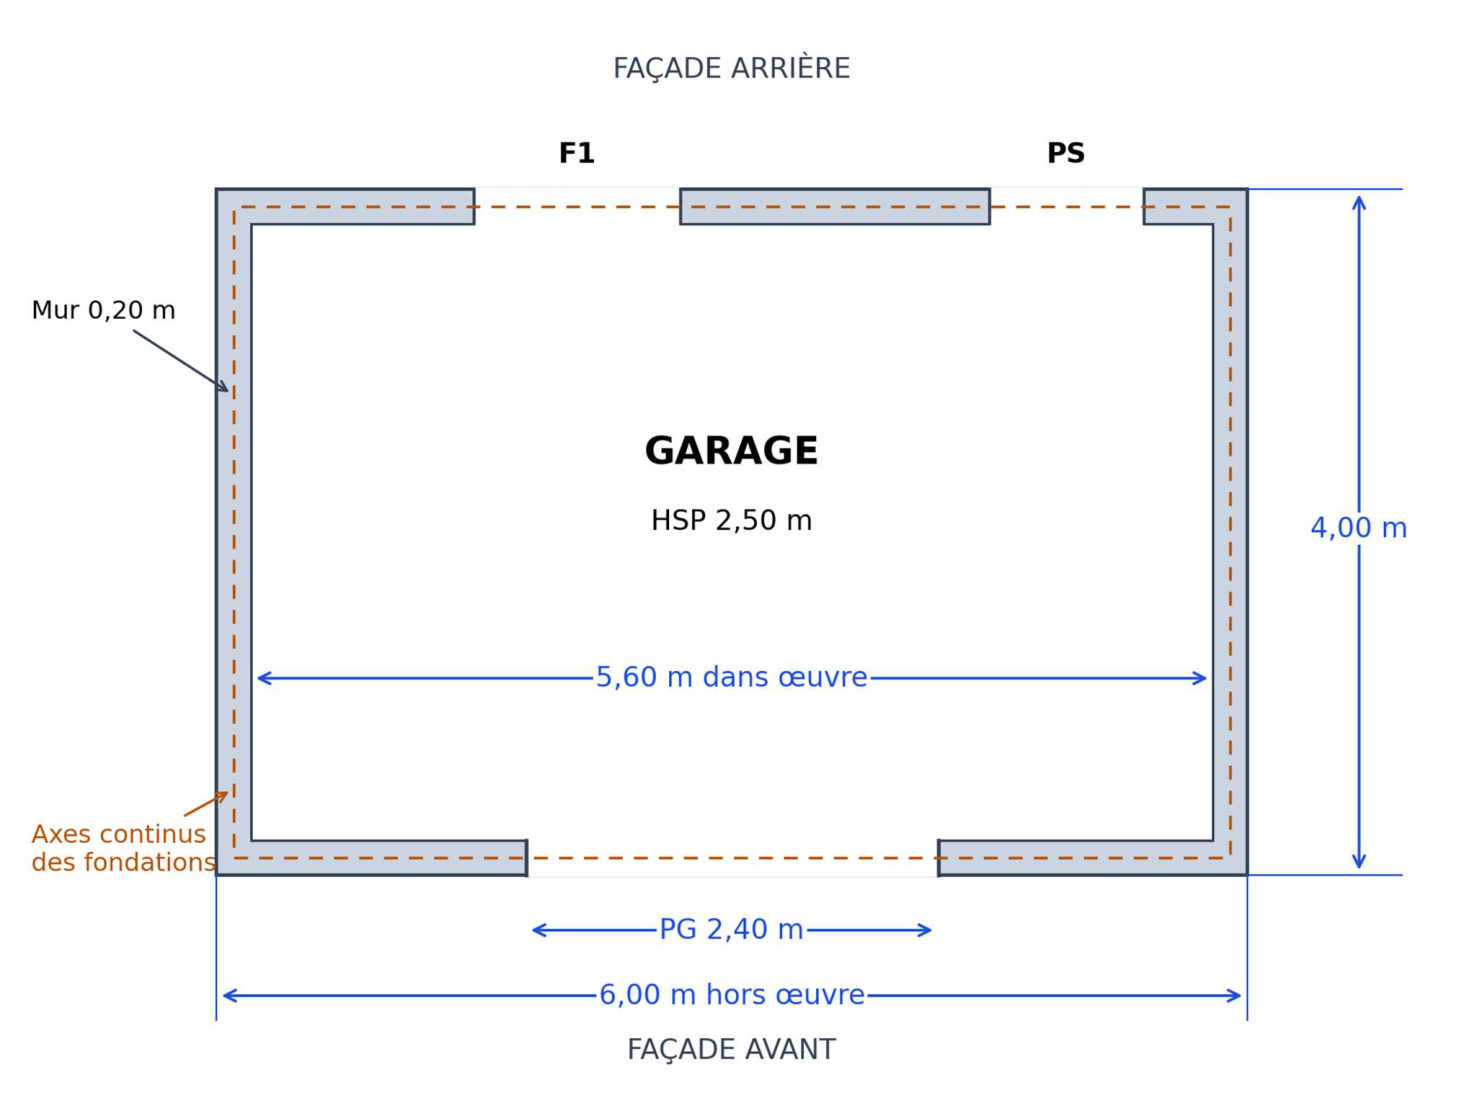 FAÇADE ARRIÈRE
F1
PS
Mur 0,20 m
GARAGE
HSP 2,50 m
4,00 m
5,60 m dans œuvre
Axes continus
des fondations
PG 2,40 m
6,00 m hors œuvre
FAÇADE AVANT